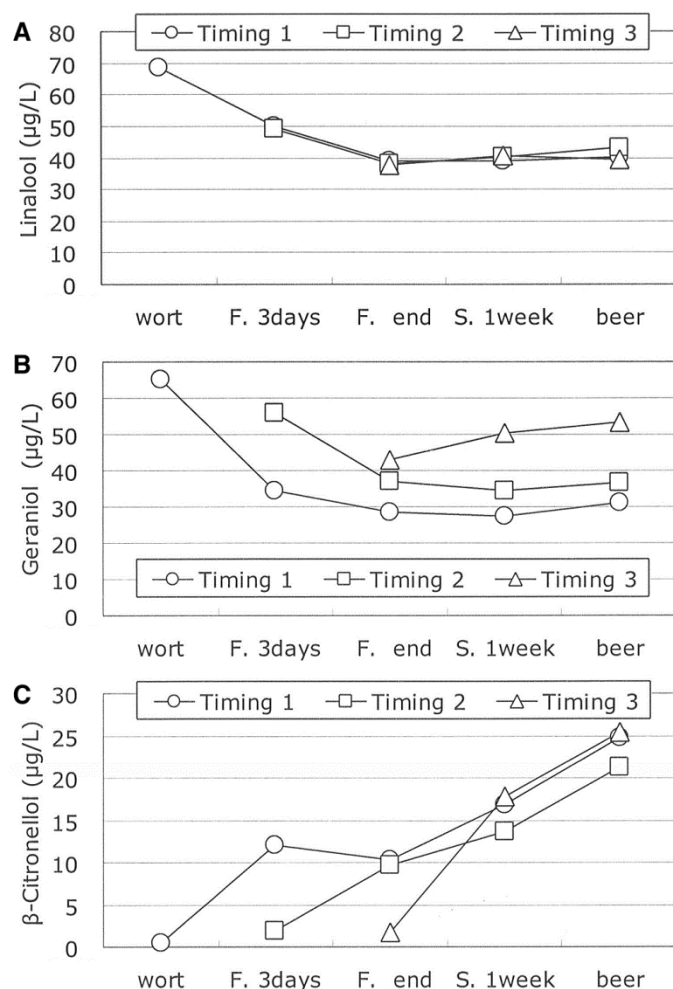 A
Linalool (µg/L)
80
70
60
50
40
30
20
10
0
Timing 1 Timing 2 Timing 3
wort F. 3days F. end S. 1week beer
B
Geraniol (µg/L)
70
60
50
40
30
20
10
0
Timing 1 Timing 2 Timing 3
wort F. 3days F. end S. 1week beer
C
β-Citronellol (µg/L)
30
25
20
15
10
5
0
Timing 1 Timing 2 Timing 3
wort F. 3days F. end S. 1week beer